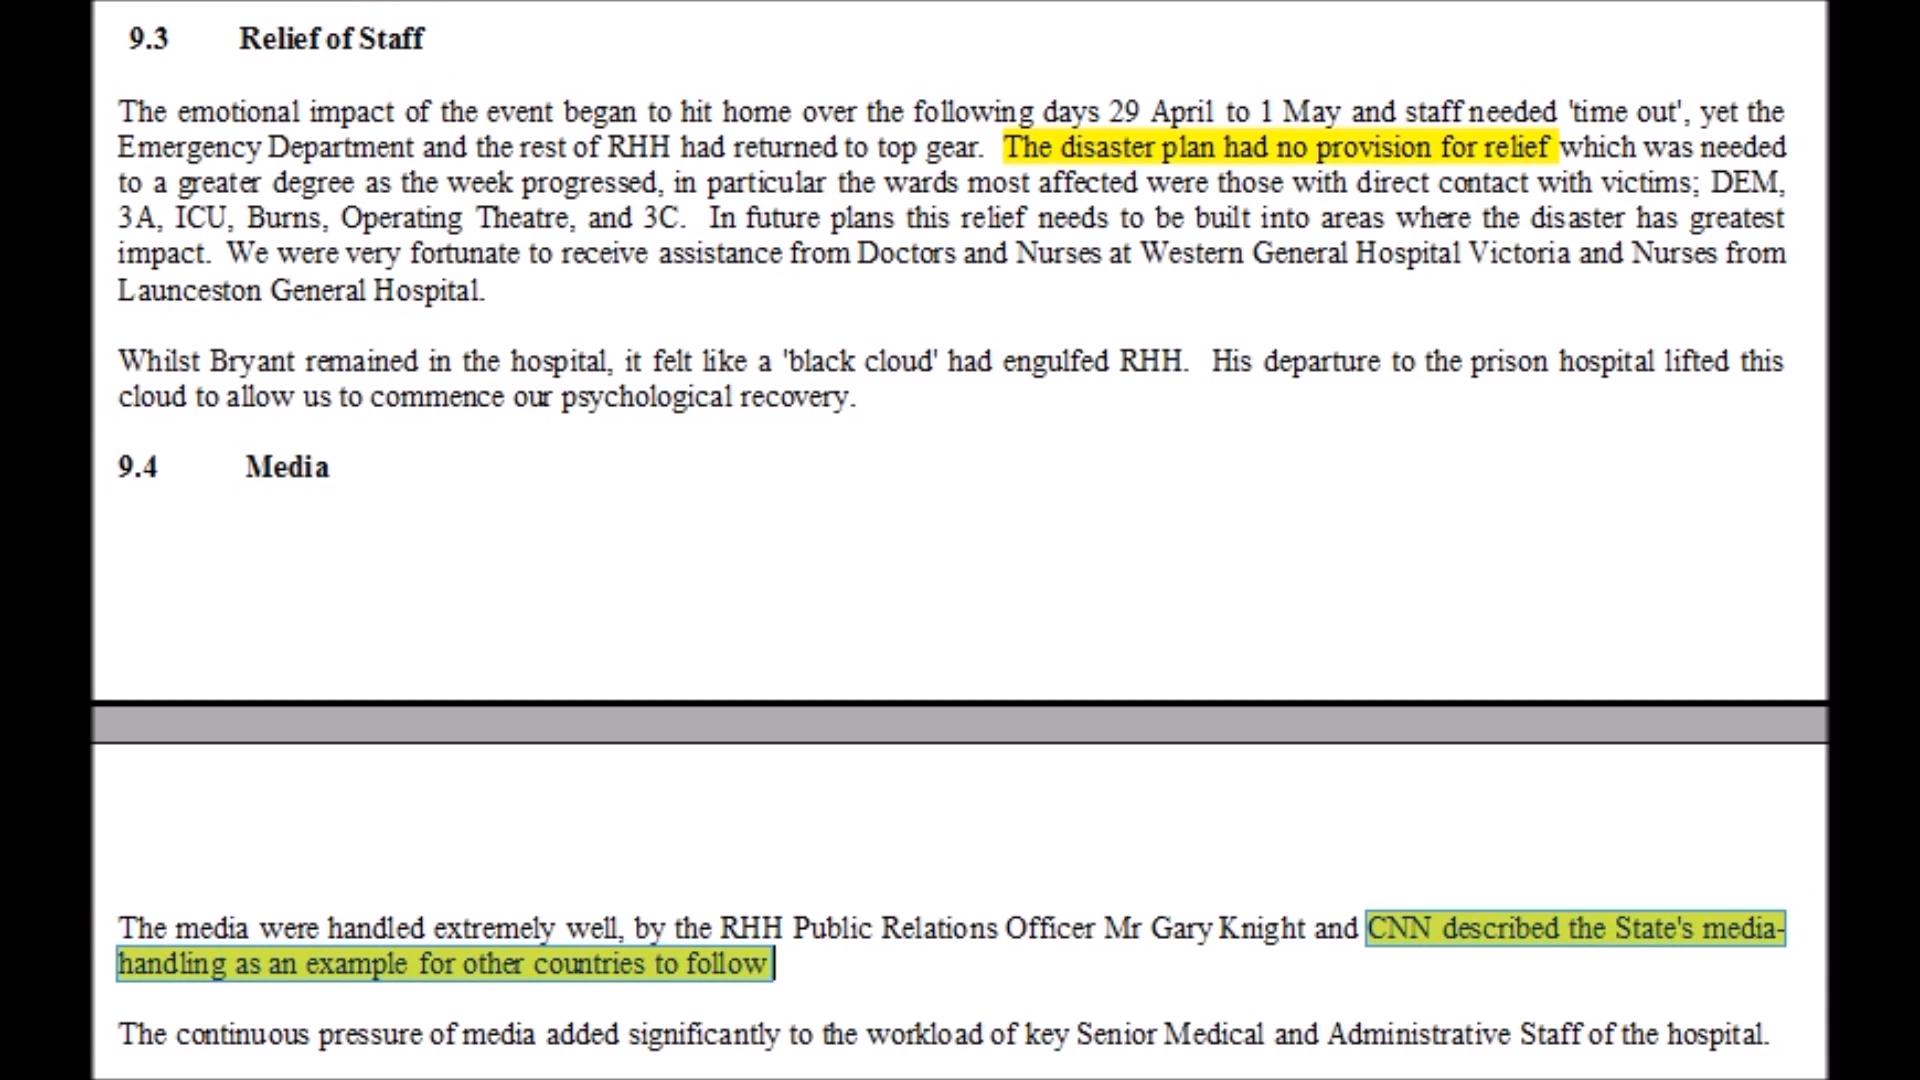 9.3 Relief of Staff
The emotional impact of the event began to hit home over the following days 29 April to 1 May and staff needed 'time out', yet the
Emergency Department and the rest of RHH had returned to top gear. The disaster plan had no provision for relief which was needed
to a greater degree as the week progressed, in particular the wards most affected were those with direct contact with victims; DEM,
3A, ICU, Burns, Operating Theatre, and 3C. In future plans this relief needs to be built into areas where the disaster has greatest
impact. We were very fortunate to receive assistance from Doctors and Nurses at Western General Hospital Victoria and Nurses from
Launceston General Hospital.
Whilst Bryant remained in the hospital, it felt like a 'black cloud' had engulfed RHH. His departure to the prison hospital lifted this
cloud to allow us to commence our psychological recovery.
9.4 Media
The media were handled extremely well, by the RHH Public Relations Officer Mr Gary Knight and CNN described the State's media-
handling as an example for other countries to follow
The continuous pressure of media added significantly to the workload of key Senior Medical and Administrative Staff of the hospital.